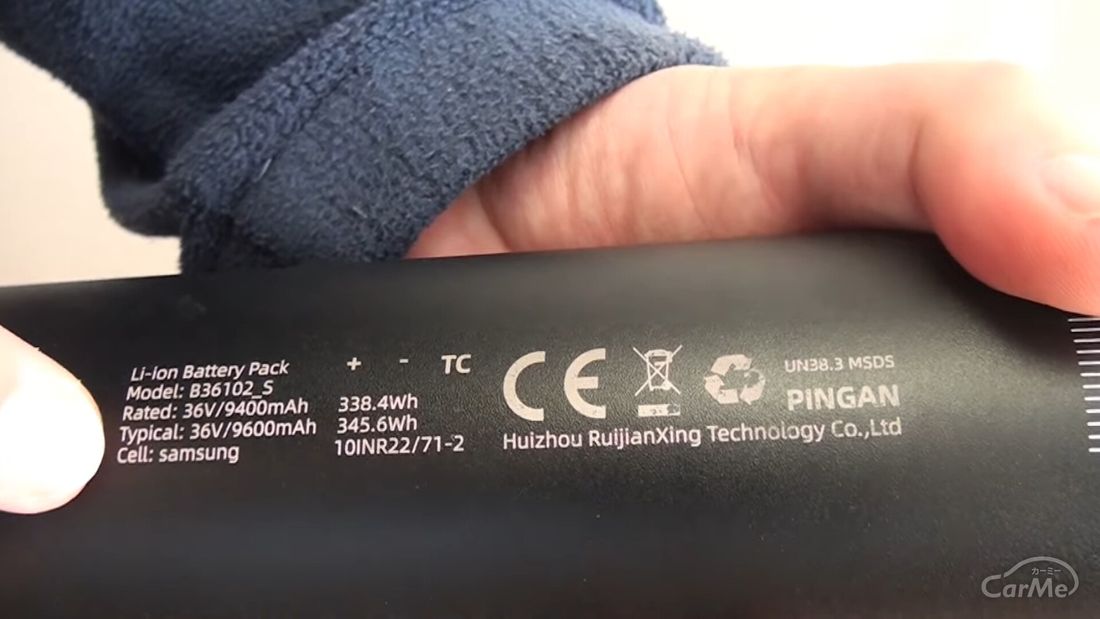 Li-ion Battery Pack
Model: B36102_S
Rated: 36V/9400mAh 338.4Wh
Typical: 36V/9600mAh 345.6Wh
Cell: samsung 10INR22/71-2
+ - TC
CE
UN38.3 MSDS
PINGAN
Huizhou RuijianXing Technology Co.,Ltd
カーミー
CarMe